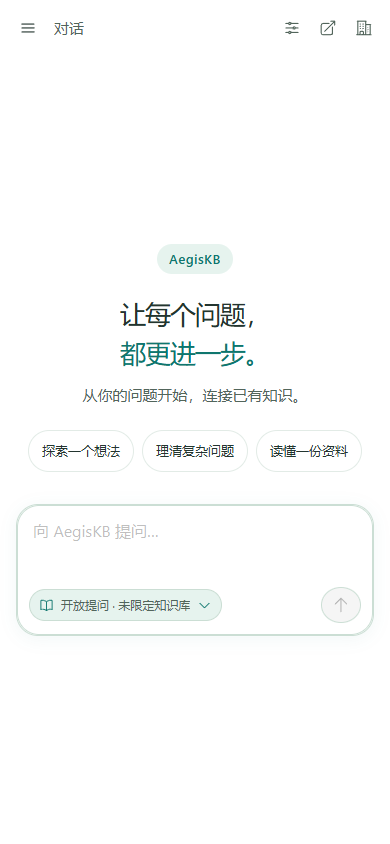 对话
AegisKB
让每个问题，
都更进一步。
从你的问题开始，连接已有知识。
探索一个想法
理清复杂问题
读懂一份资料
向 AegisKB 提问...
开放提问 · 未限定知识库